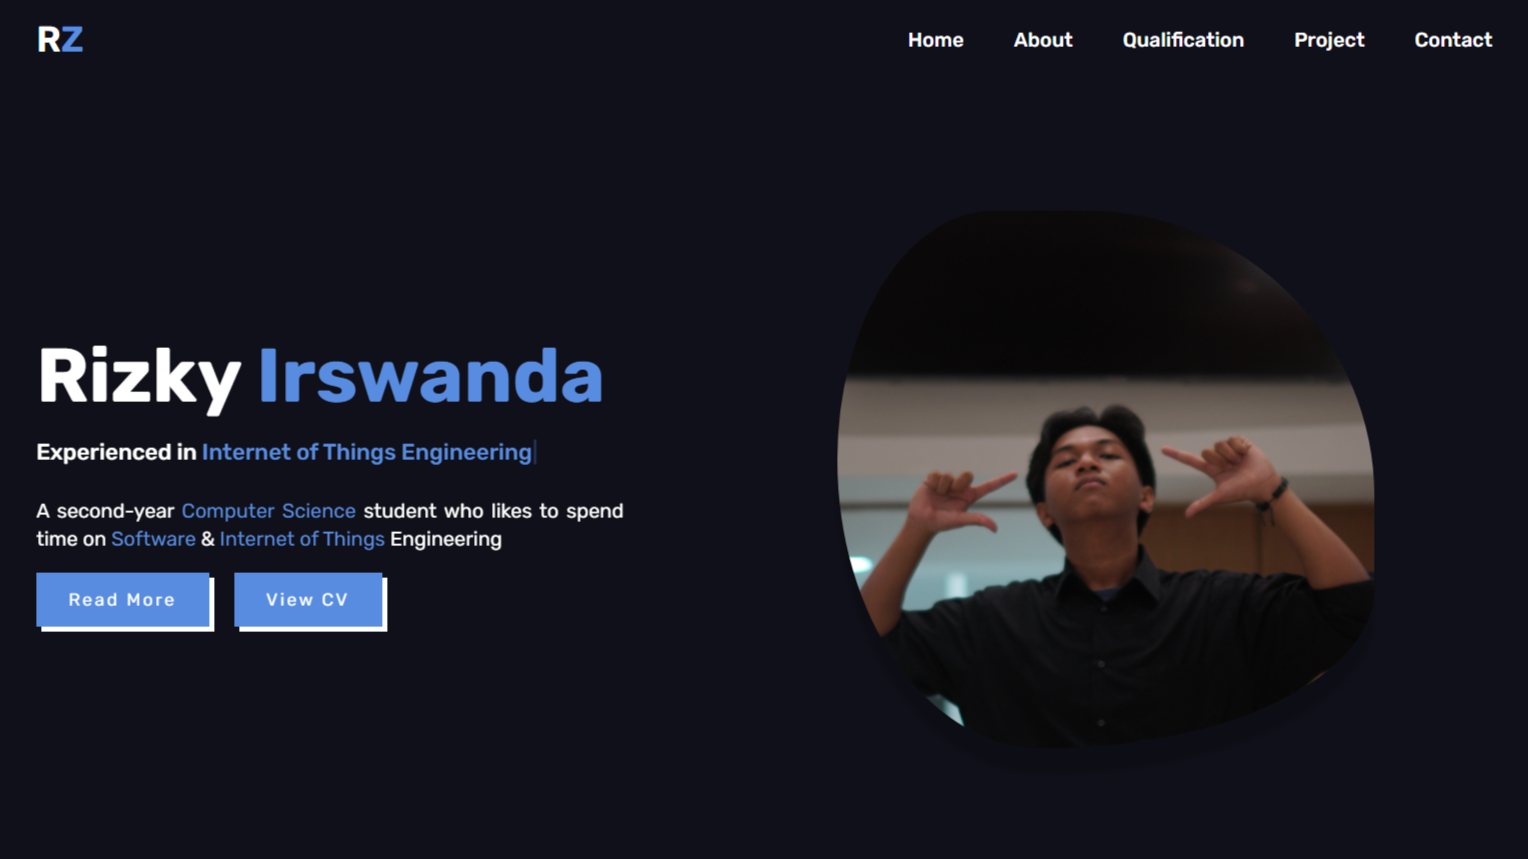 RZ
Home
About
Qualification
Project
Contact
Rizky Irswanda
Experienced in Internet of Things Engineering
A second-year Computer Science student who likes to spend
time on Software & Internet of Things Engineering
Read More
View CV